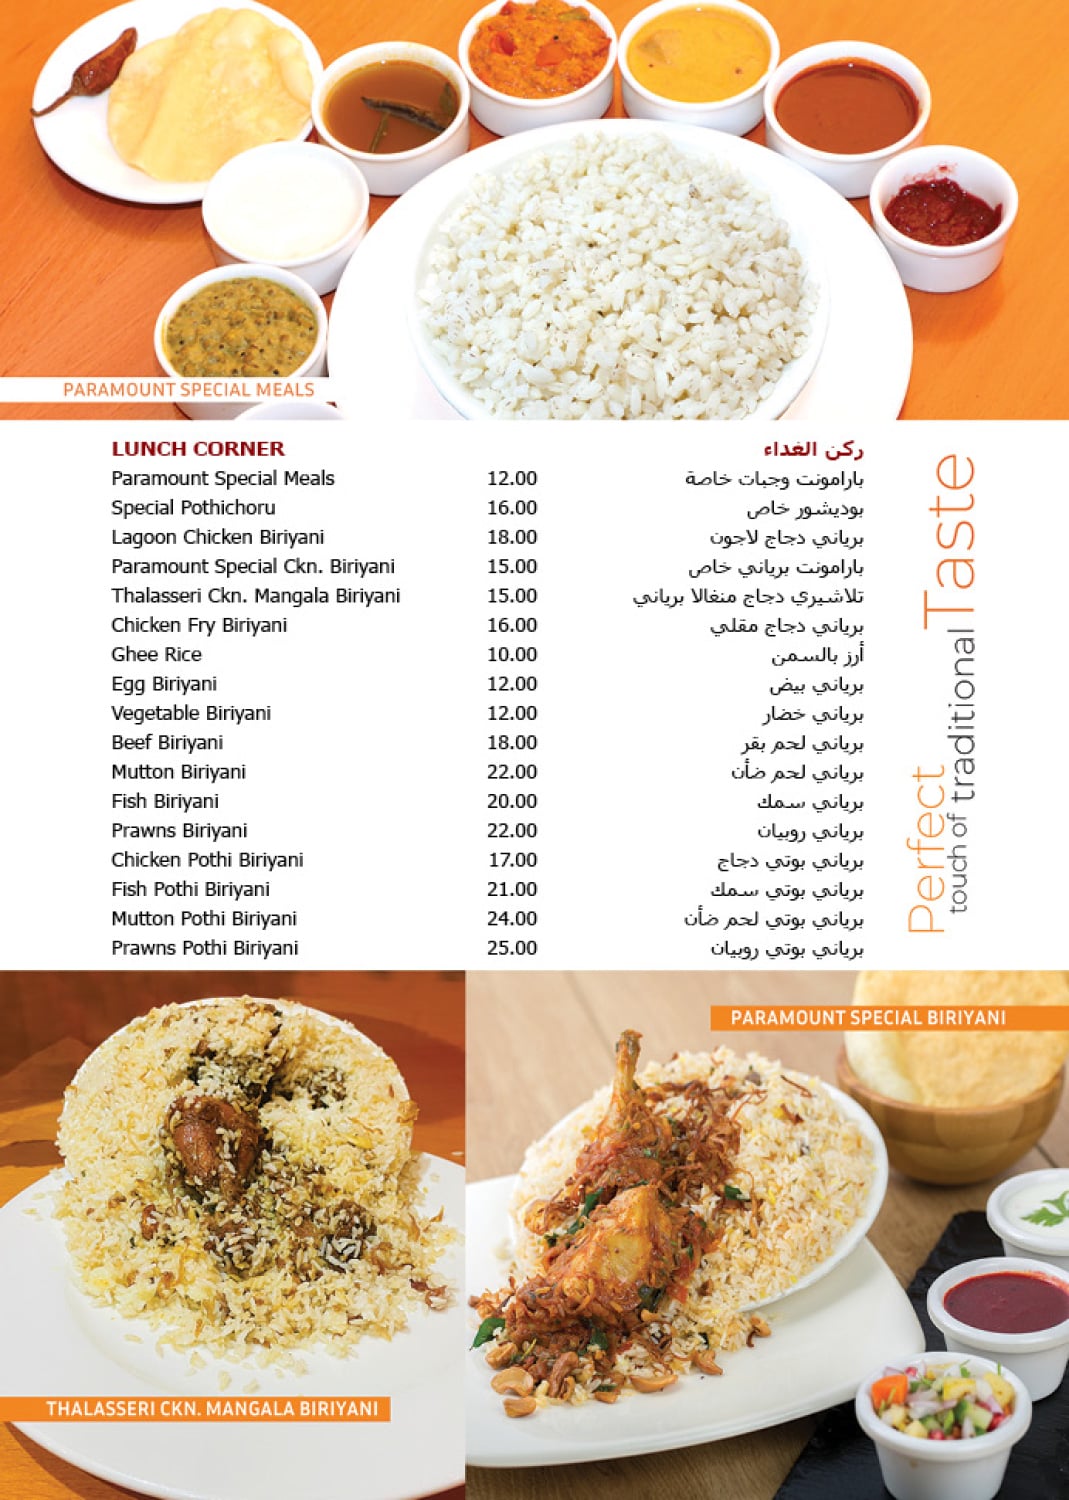 PARAMOUNT SPECIAL MEALS
LUNCH CORNER ركن الغداء
Paramount Special Meals 12.00 بارامونت وجبات خاصة
Special Pothichoru 16.00 بوديشور خاص
Lagoon Chicken Biriyani 18.00 برياني دجاج لاجون
Paramount Special Ckn. Biriyani 15.00 بارامونت برياني خاص
Thalasseri Ckn. Mangala Biriyani 15.00 تلاشيري دجاج منغالا برياني
Chicken Fry Biriyani 16.00 برياني دجاج مقلي
Ghee Rice 10.00 أرز بالسمن
Egg Biriyani 12.00 برياني بيض
Vegetable Biriyani 12.00 برياني خضار
Beef Biriyani 18.00 برياني لحم بقر
Mutton Biriyani 22.00 برياني لحم ضأن
Fish Biriyani 20.00 برياني سمك
Prawns Biriyani 22.00 برياني روبيان
Chicken Pothi Biriyani 17.00 برياني بوتي دجاج
Fish Pothi Biriyani 21.00 برياني بوتي سمك
Mutton Pothi Biriyani 24.00 برياني بوتي لحم ضأن
Prawns Pothi Biriyani 25.00 برياني بوتي روبيان
Perfect
touch of traditional Taste
PARAMOUNT SPECIAL BIRIYANI
THALASSERI CKN. MANGALA BIRIYANI